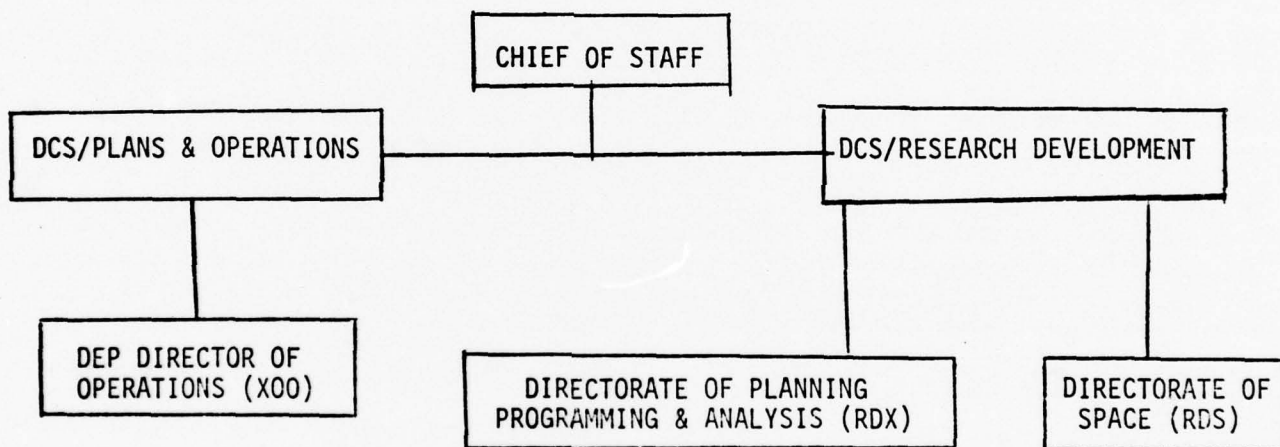 CHIEF OF STAFF
DCS/PLANS & OPERATIONS
DCS/RESEARCH DEVELOPMENT
DEP DIRECTOR OF
OPERATIONS (XOO)
DIRECTORATE OF PLANNING
PROGRAMMING & ANALYSIS (RDX)
DIRECTORATE OF
SPACE (RDS)